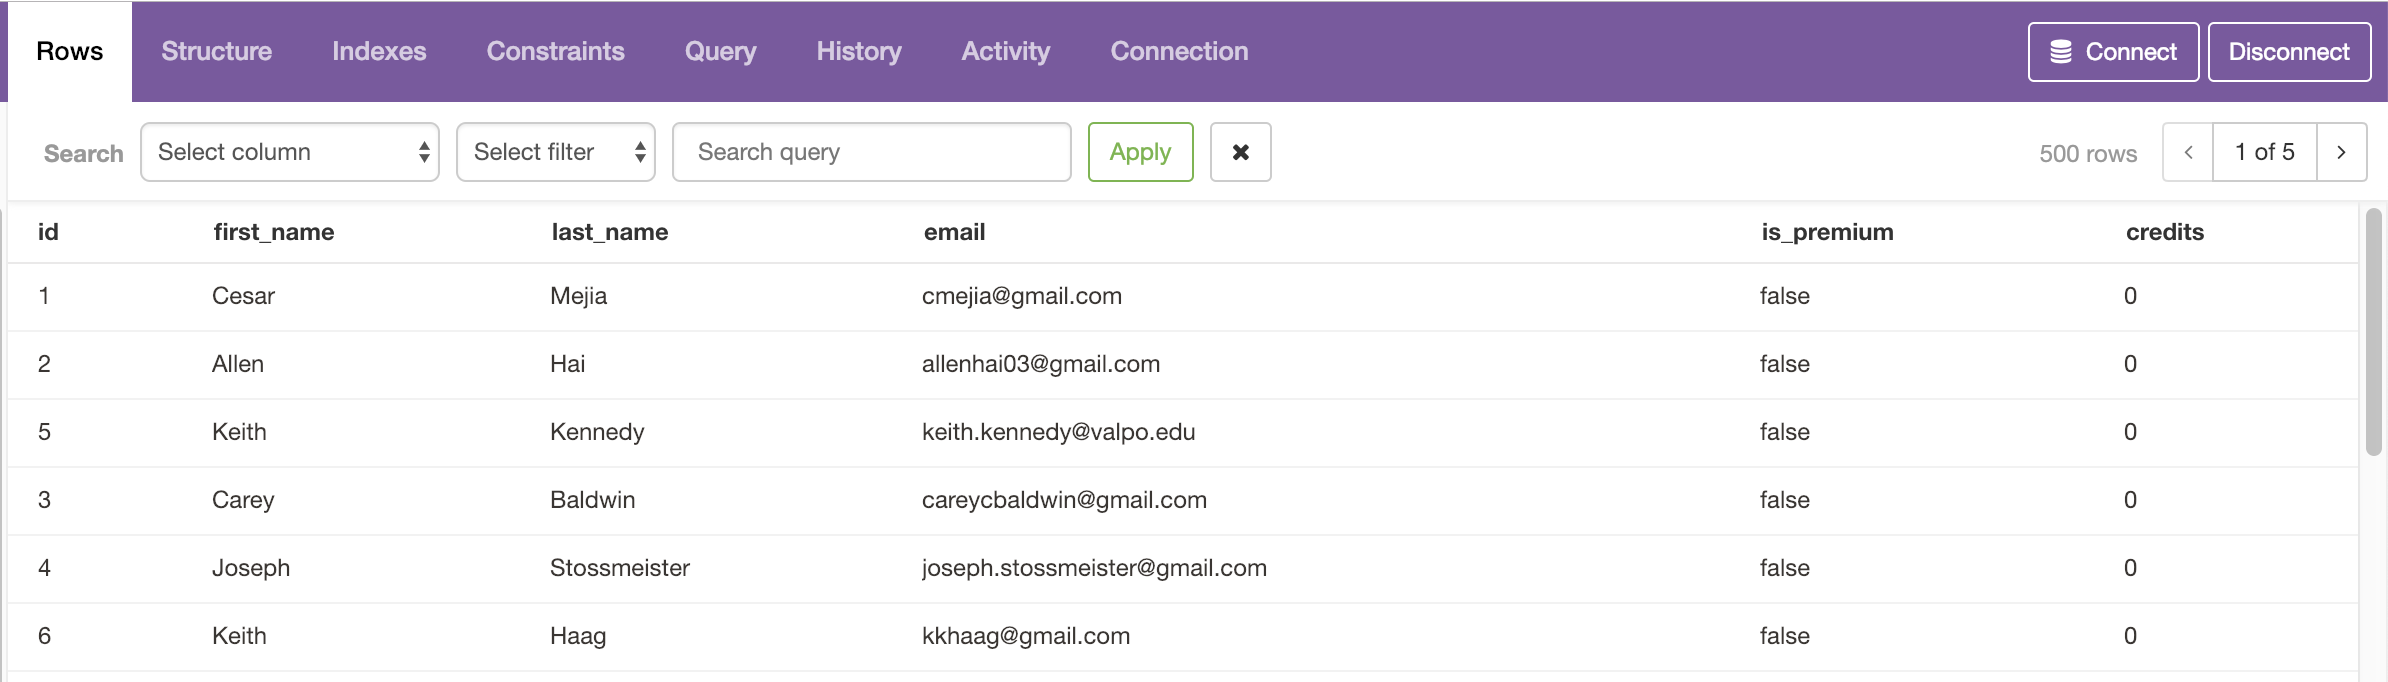 Rows Structure Indexes Constraints Query History Activity Connection Connect Disconnect
Search Select column Select filter Search query Apply 500 rows 1 of 5
id first_name last_name email is_premium credits
1 Cesar Mejia cmejia@gmail.com false 0
2 Allen Hai allenhai03@gmail.com false 0
5 Keith Kennedy keith.kennedy@valpo.edu false 0
3 Carey Baldwin careycbaldwin@gmail.com false 0
4 Joseph Stossmeister joseph.stossmeister@gmail.com false 0
6 Keith Haag kkhaag@gmail.com false 0